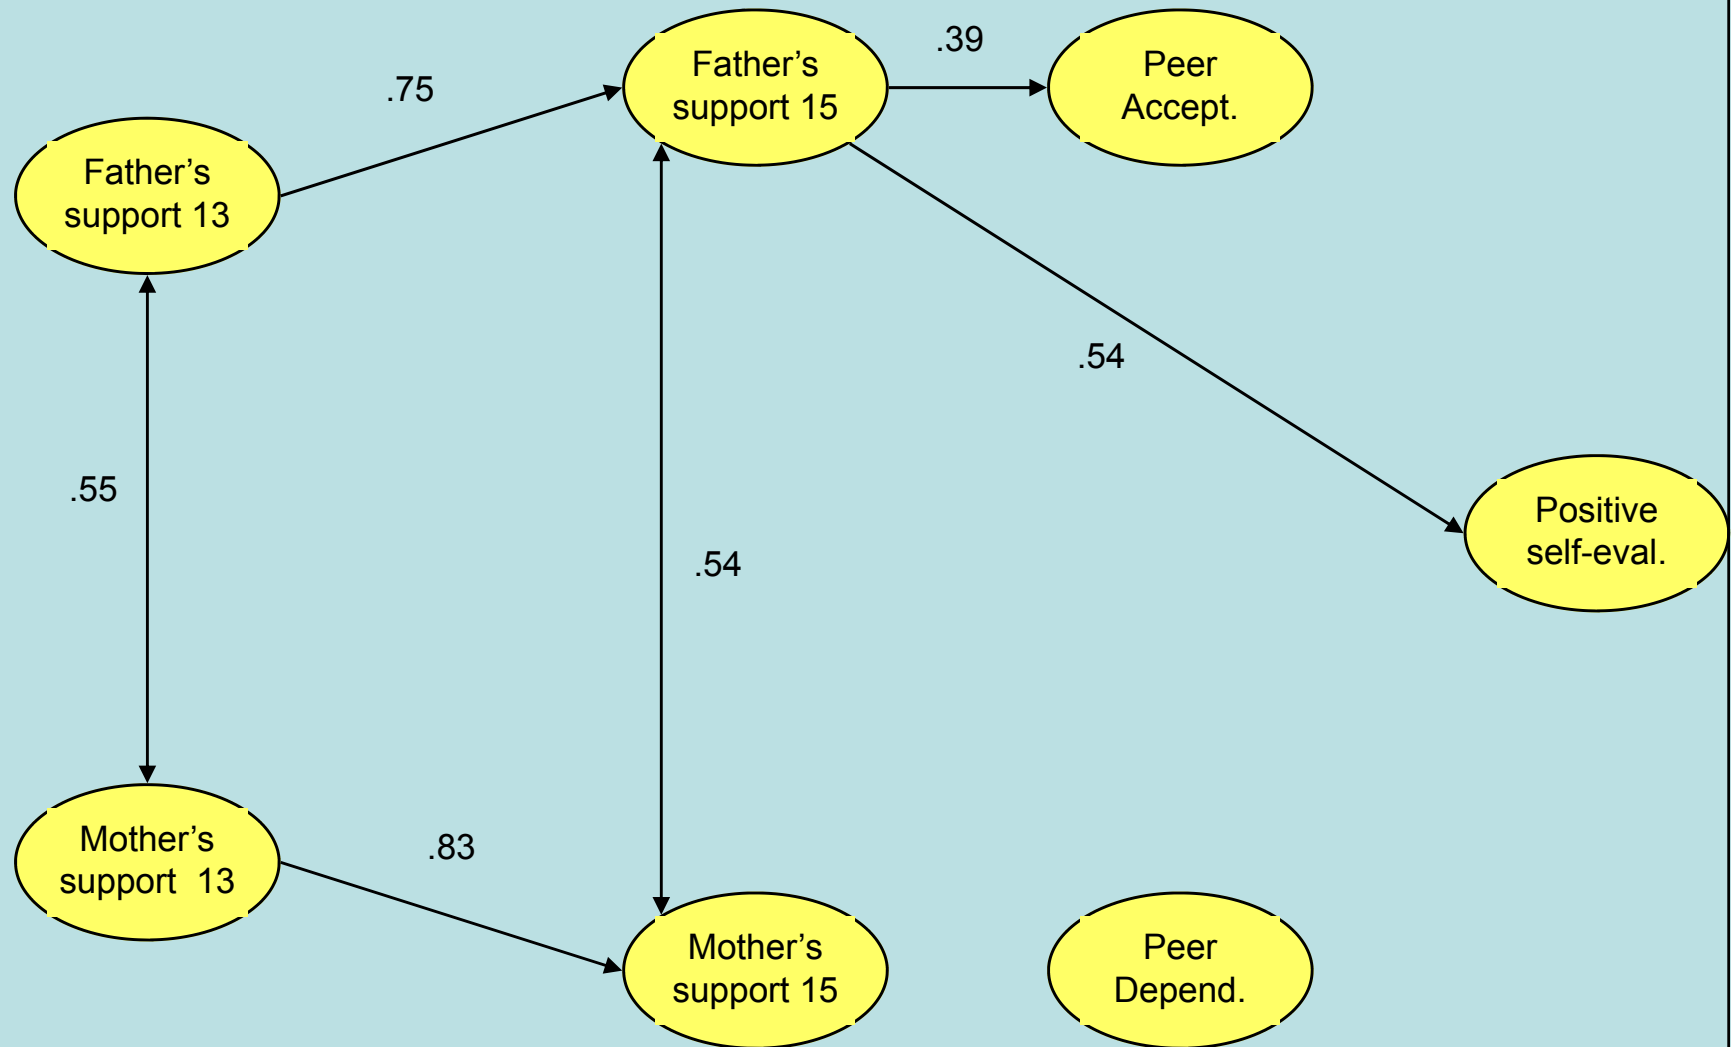 .39
Father’s
support 15
Peer
Accept.
.75
Father’s
support 13
.54
.55
Positive
self-eval.
.54
Mother’s
support  13
.83
Mother’s
support 15
Peer
Depend.